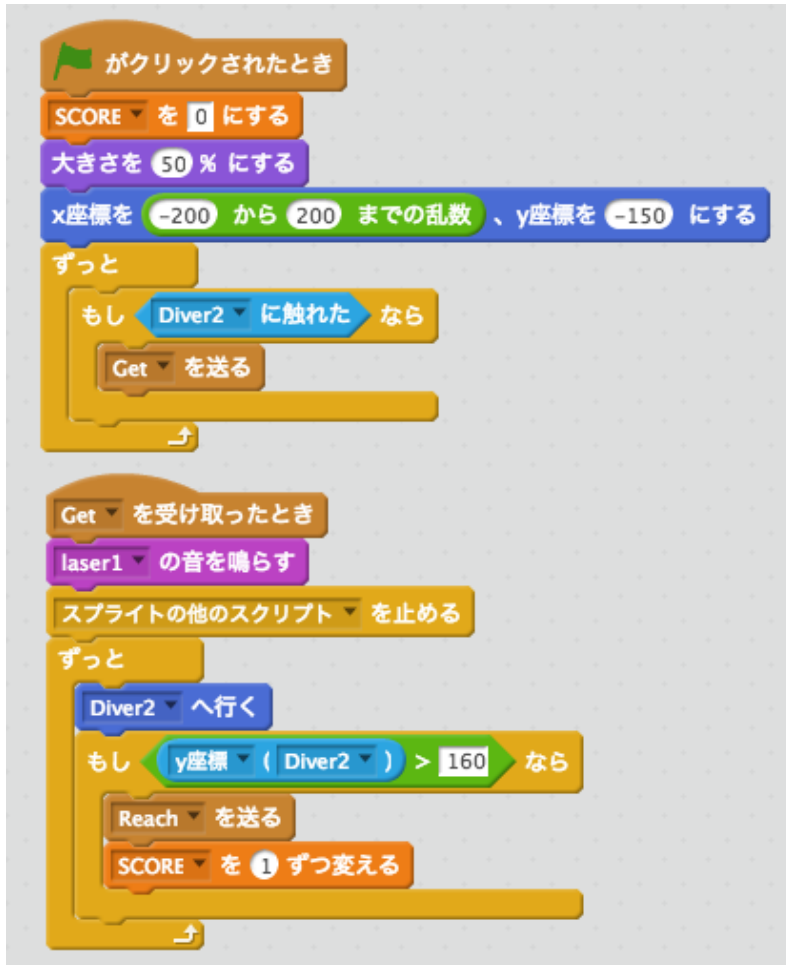 がクリックされたとき
SCORE を 0 にする
大きさを 50 % にする
x座標を -200 から 200 までの乱数 、y座標を -150 にする
ずっと
もし Diver2 に触れた なら
Get を送る
Get を受け取ったとき
laser1 の音を鳴らす
スプライトの他のスクリプト を止める
ずっと
Diver2 へ行く
もし y座標 ( Diver2 ) > 160 なら
Reach を送る
SCORE を 1 ずつ変える